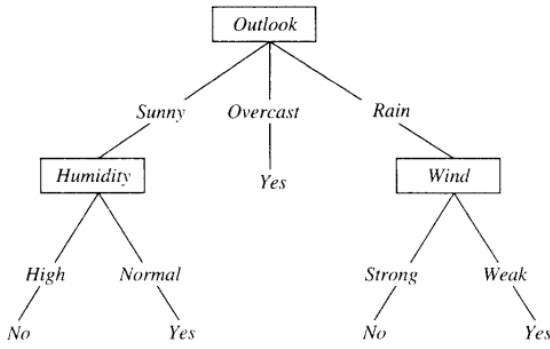 Outlook
Sunny Overcast Rain
Humidity Yes Wind
High Normal Strong Weak
No Yes No Yes